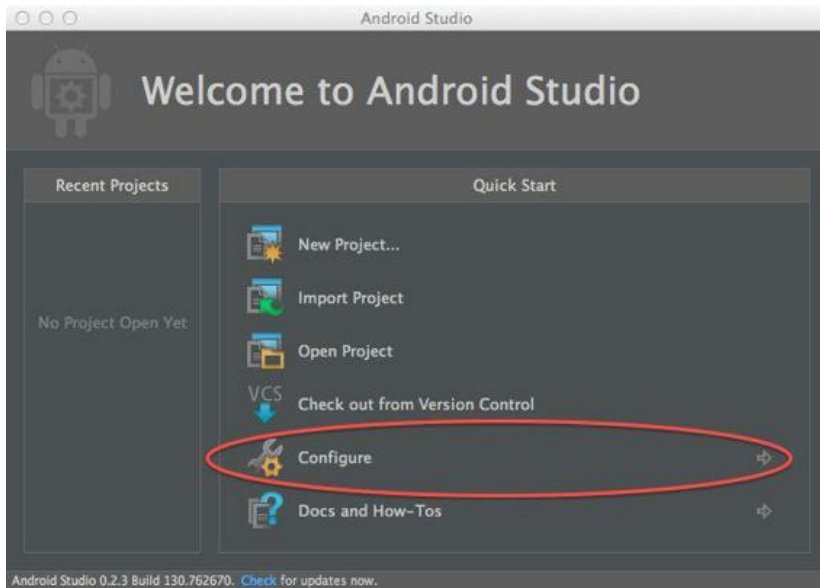 Android Studio
Welcome to Android Studio
Recent Projects
Quick Start
No Project Open Yet
New Project...
Import Project
Open Project
VCS
Check out from Version Control
Configure
Docs and How-Tos
Android Studio 0.2.3 Build 130.762670. Check for updates now.